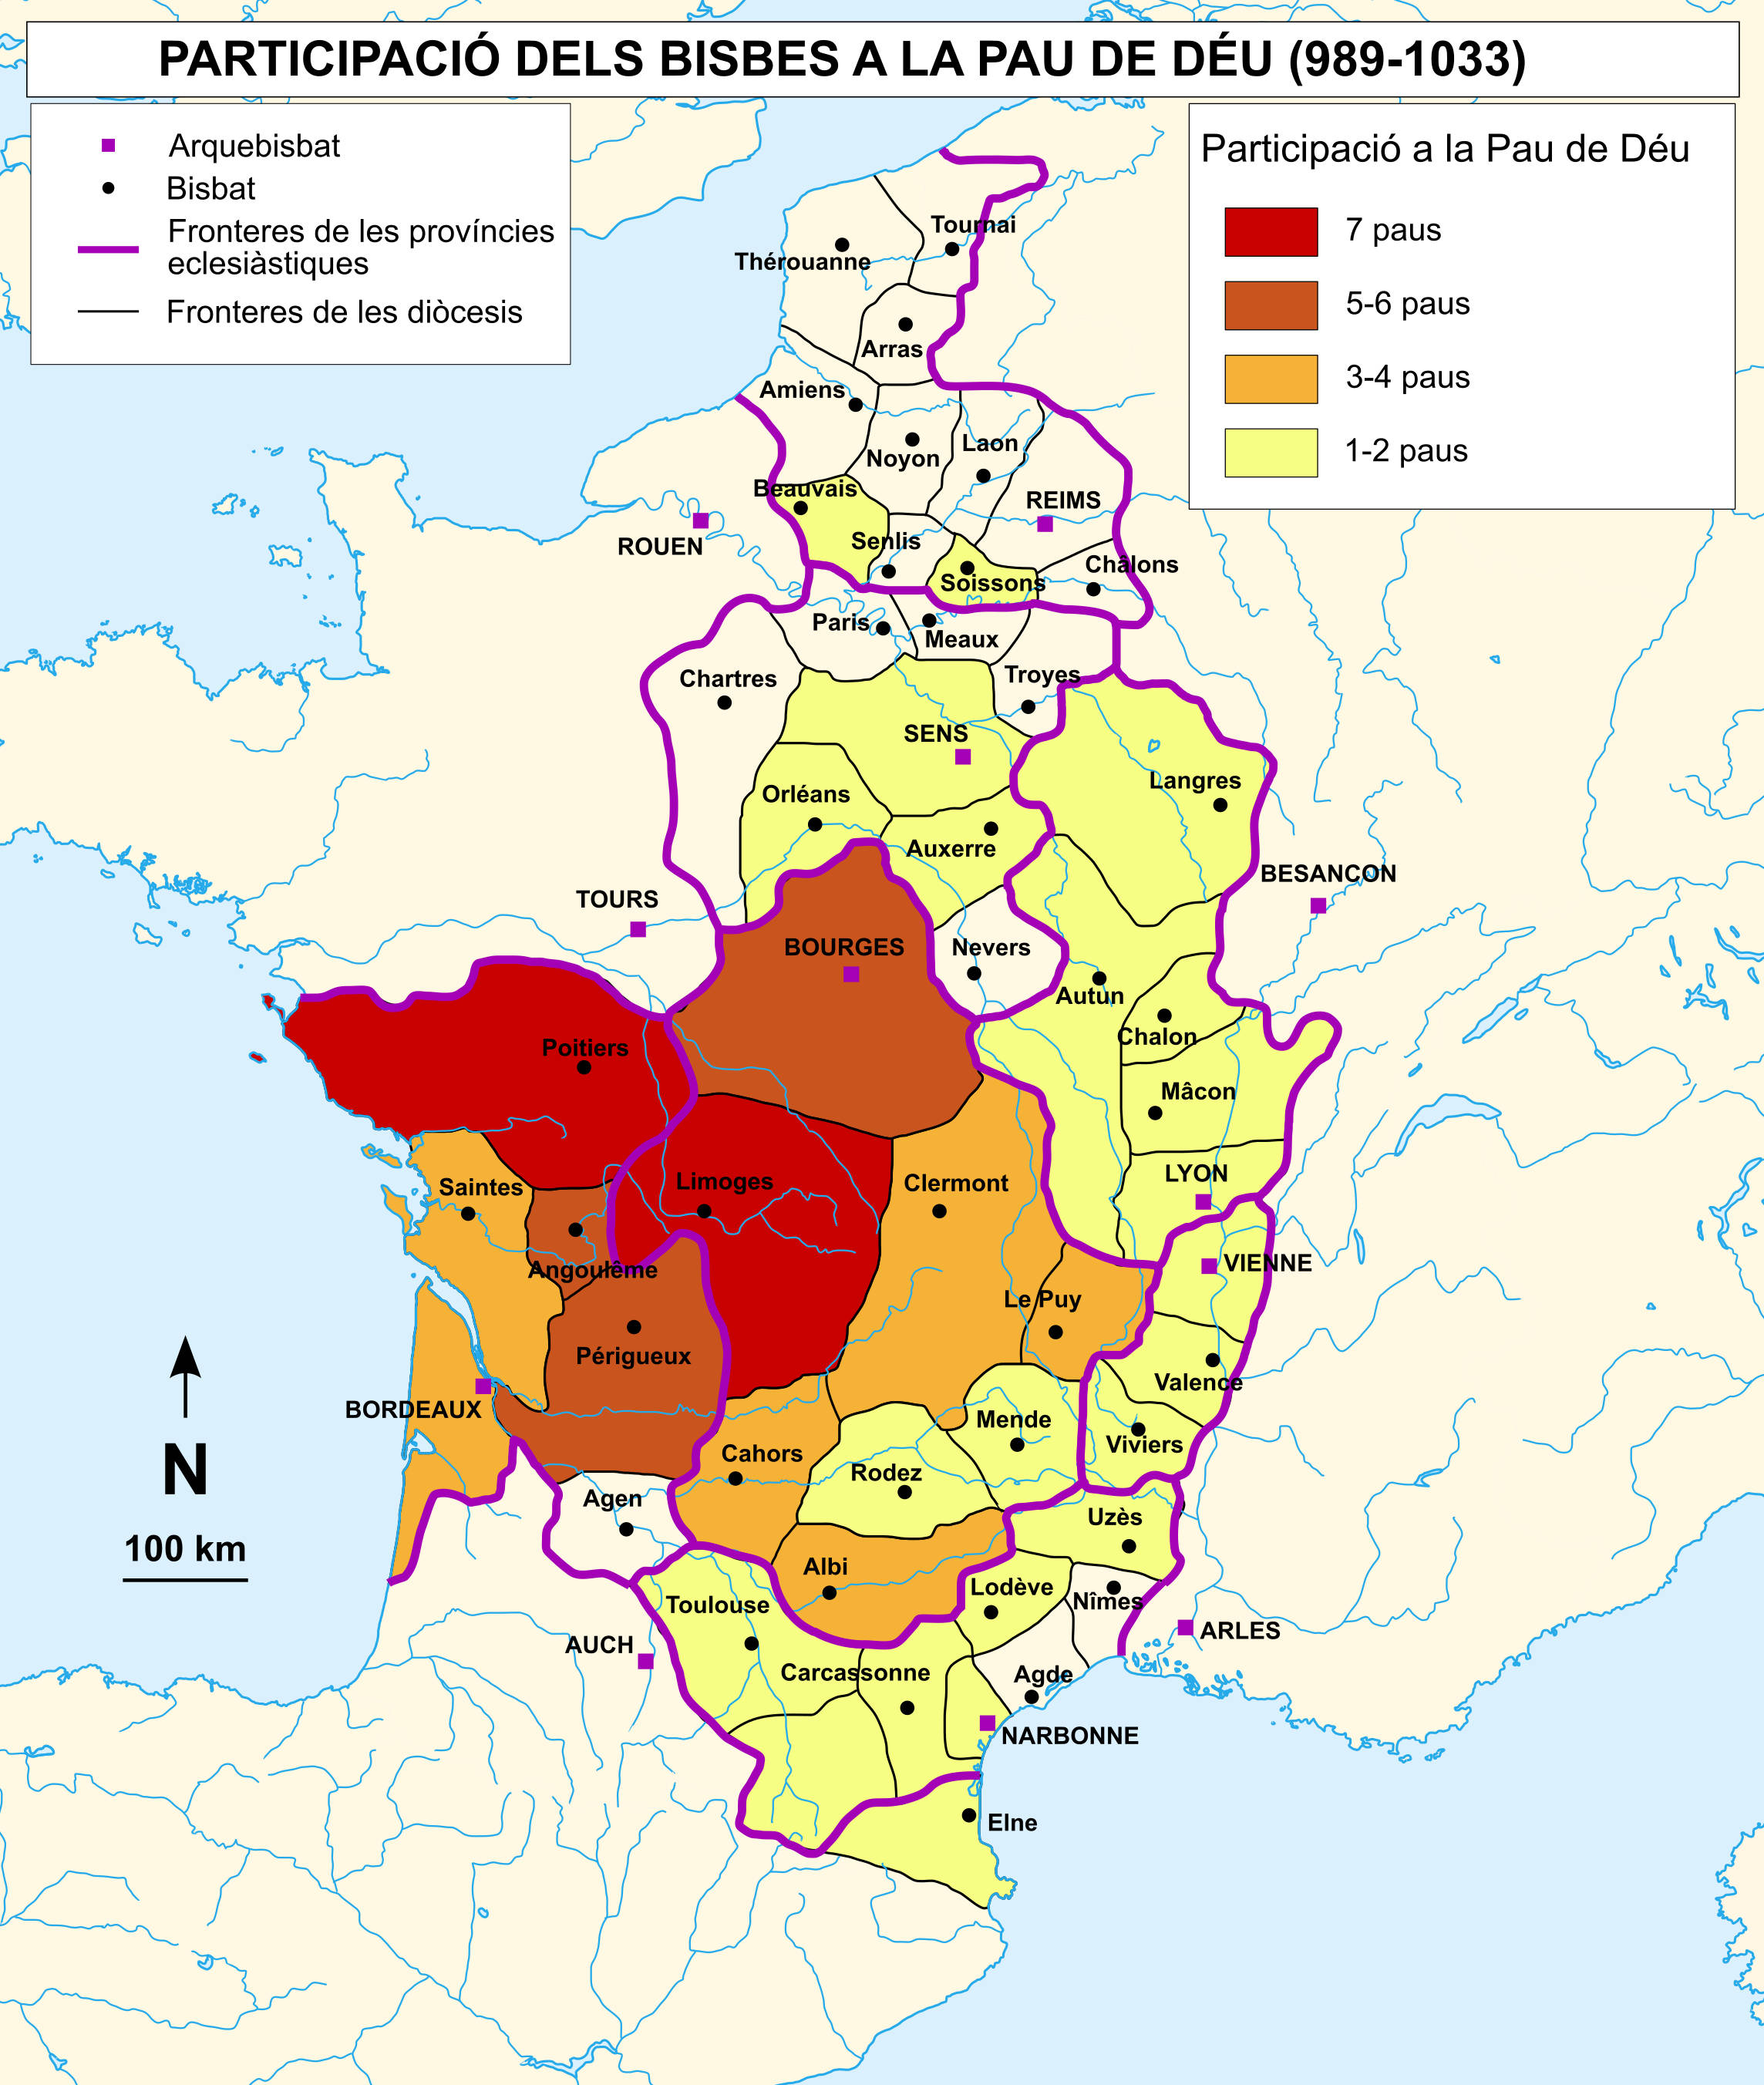 PARTICIPACIÓ DELS BISBES A LA PAU DE DÉU (989-1033)
Arquebisbat
Bisbat
Fronteres de les províncies
eclesiàstiques
Fronteres de les diòcesis
Participació a la Pau de Déu
7 paus
5-6 paus
3-4 paus
1-2 paus
Tournai
Thérouanne
Arras
Amiens
Noyon
Laon
Beauvais
REIMS
ROUEN
Senlis
Soissons
Châlons
Paris
Meaux
Chartres
Troyes
SENS
Langres
Orléans
Auxerre
BESANCON
TOURS
BOURGES
Nevers
Autun
Chalon
Poitiers
Mâcon
LYON
Limoges
Saintes
Clermont
Angoulême
VIENNE
Le Puy
Périgueux
Valence
BORDEAUX
Mende
Viviers
Cahors
Rodez
N
Agen
Uzès
100 km
Albi
Lodève
Nîmes
Toulouse
ARLES
AUCH
Carcassonne
Agde
NARBONNE
Elne